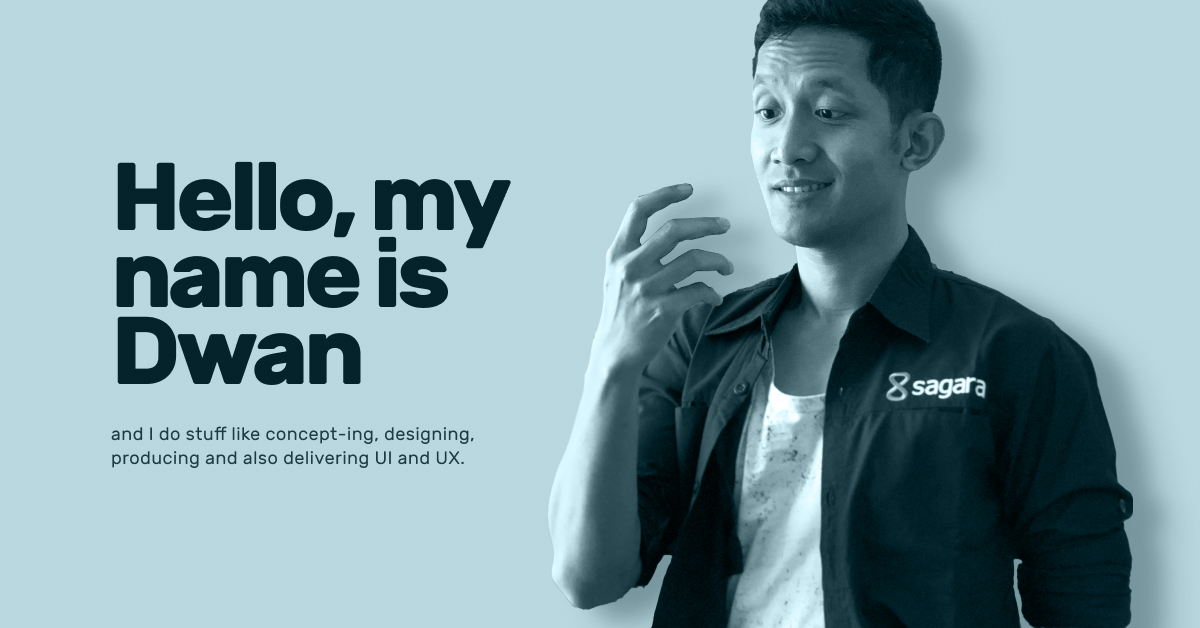 Hello, my
name is
Dwan
and I do stuff like concept-ing, designing,
producing and also delivering UI and UX.
sagara